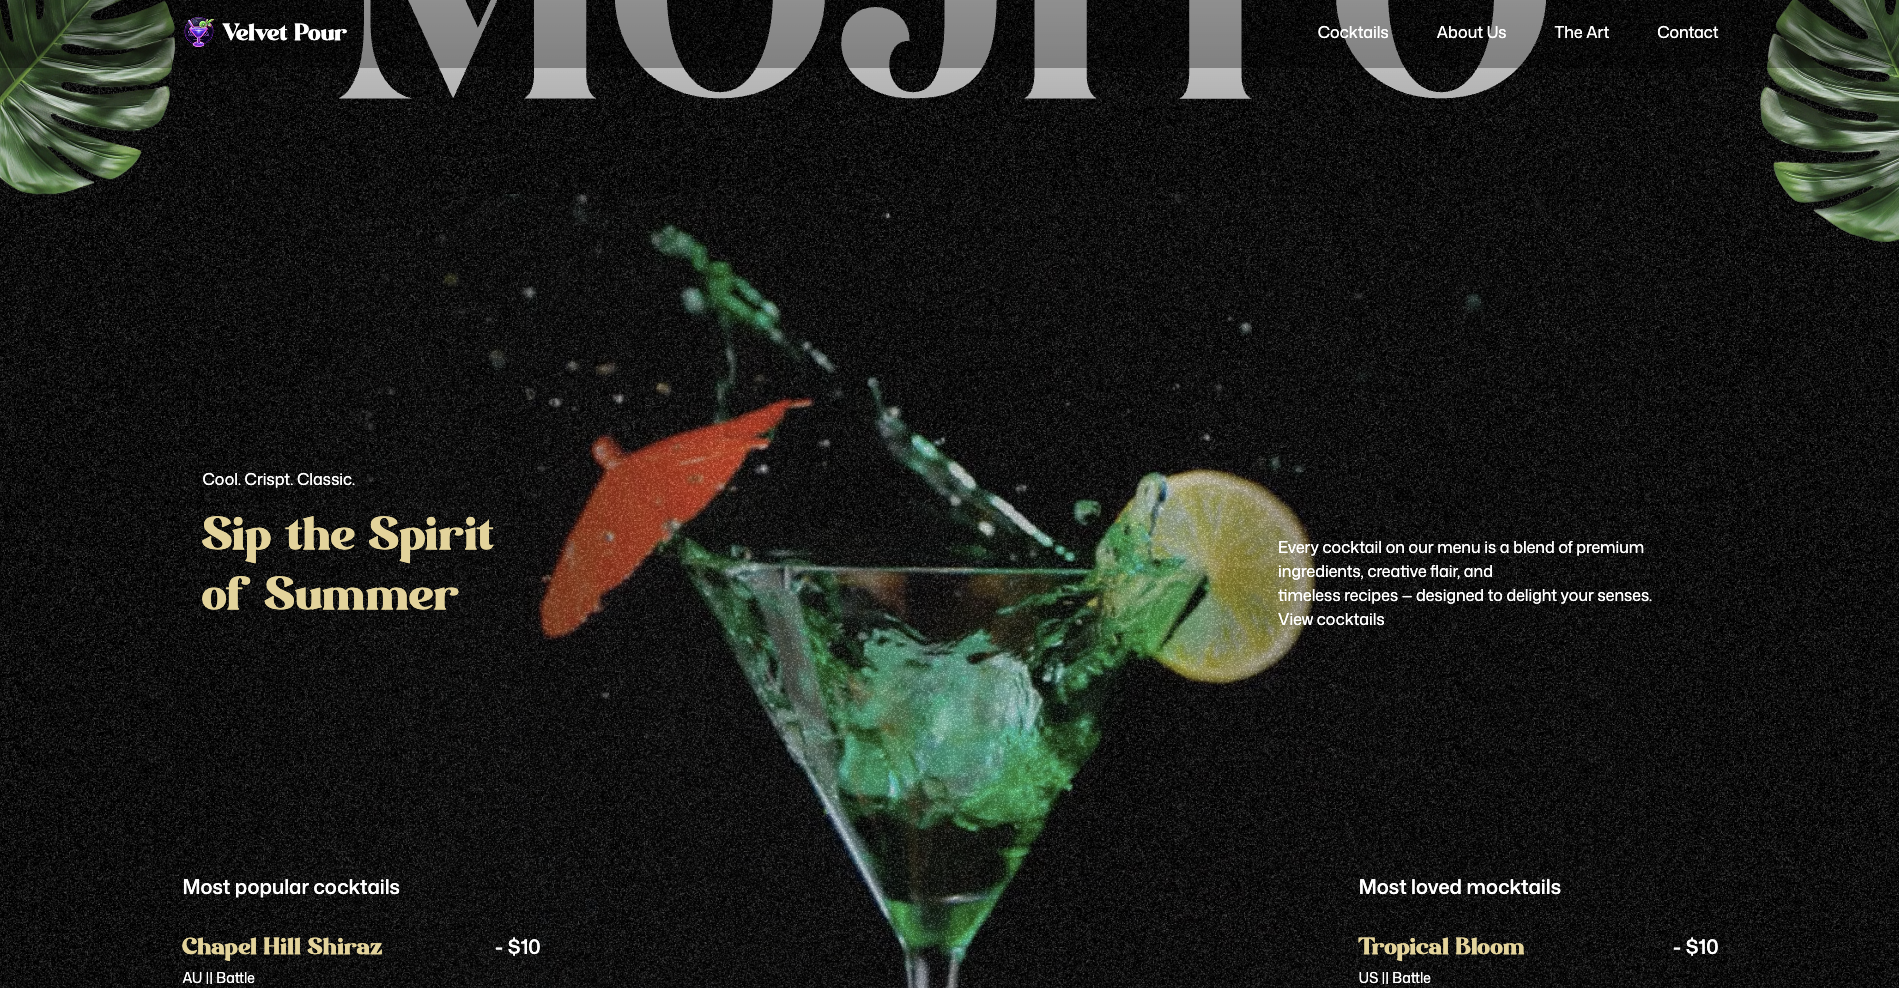 MOJITO
Velvet Pour
Cocktails
About Us
The Art
Contact
Cool. Crispt. Classic.
Sip the Spirit
of Summer
Every cocktail on our menu is a blend of premium
ingredients, creative flair, and
timeless recipes – designed to delight your senses.
View cocktails
Most popular cocktails
Chapel Hill Shiraz - $10
AU || Battle
Most loved mocktails
Tropical Bloom - $10
US || Battle